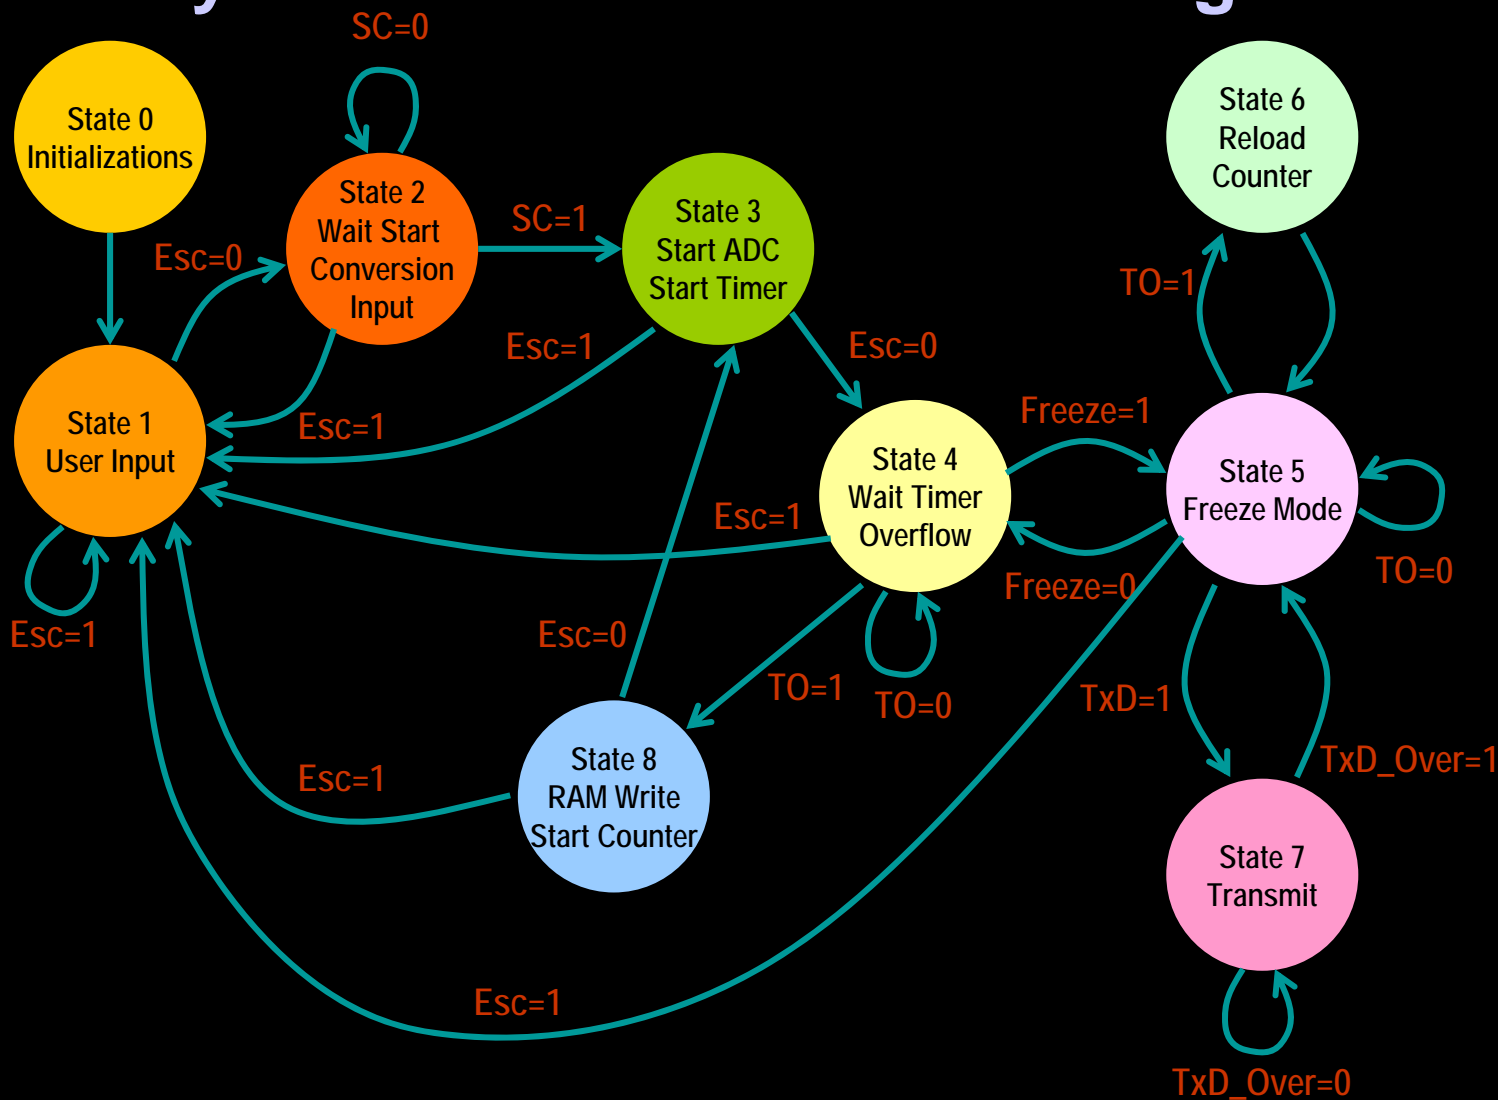 SC=0
State 0
Initializations
State 6
Reload
Counter
State 2
Wait Start
Conversion
Input
SC=1
State 3
Start ADC
Start Timer
Esc=0
TO=1
Esc=1
Esc=0
Esc=1
State 1
User Input
Freeze=1
State 4
Wait Timer
Overflow
State 5
Freeze Mode
Esc=1
TO=0
Freeze=0
Esc=1
Esc=0
TO=1
TO=0
TxD=1
TxD_Over=1
State 8
RAM Write
Start Counter
Esc=1
State 7
Transmit
Esc=1
TxD_Over=0